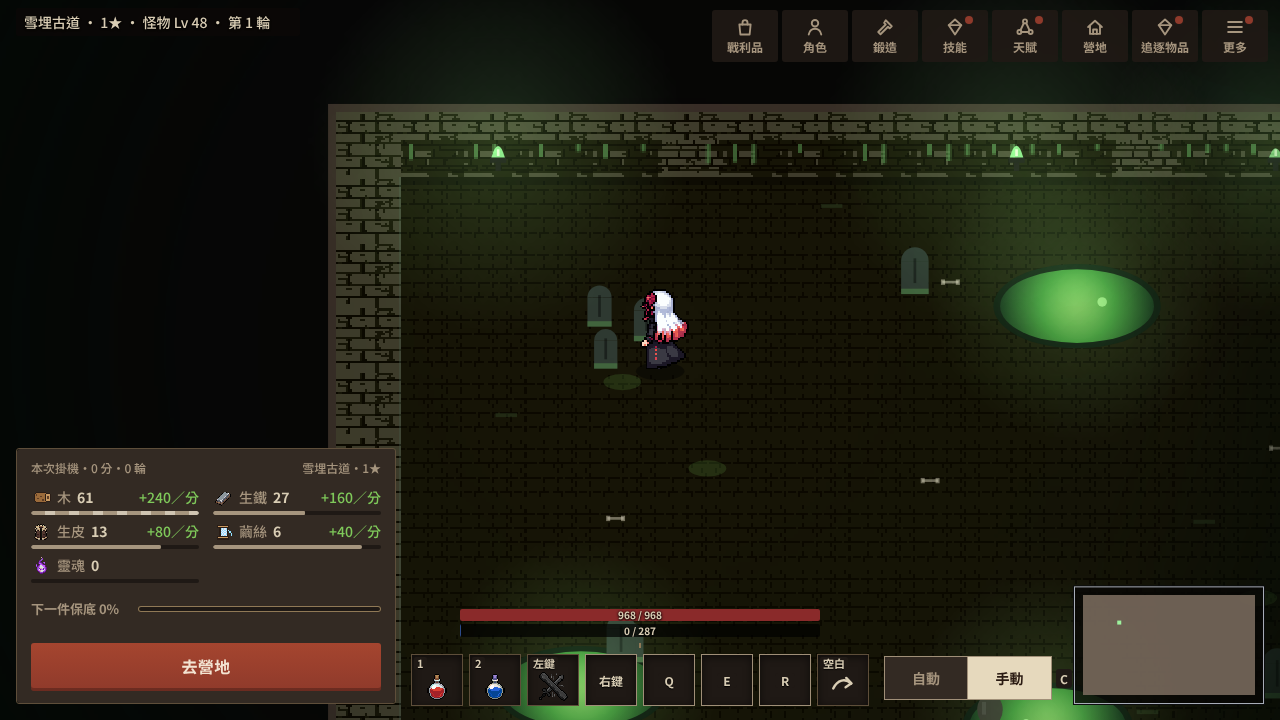 雪埋古道 • 1★ • 怪物 Lv 48 • 第 1 輪
戰利品
角色
鍛造
技能
天賦
營地
追逐物品
更多
本次掛機 • 0 分 • 0 輪
雪埋古道 • 1★
木 61 +240／分
生鐵 27 +160／分
生皮 13 +80／分
繭絲 6 +40／分
靈魂 0
下一件保底 0%
去營地
968 / 968
0 / 287
1
2
左鍵
右鍵
Q
E
R
空白
自動
手動
C